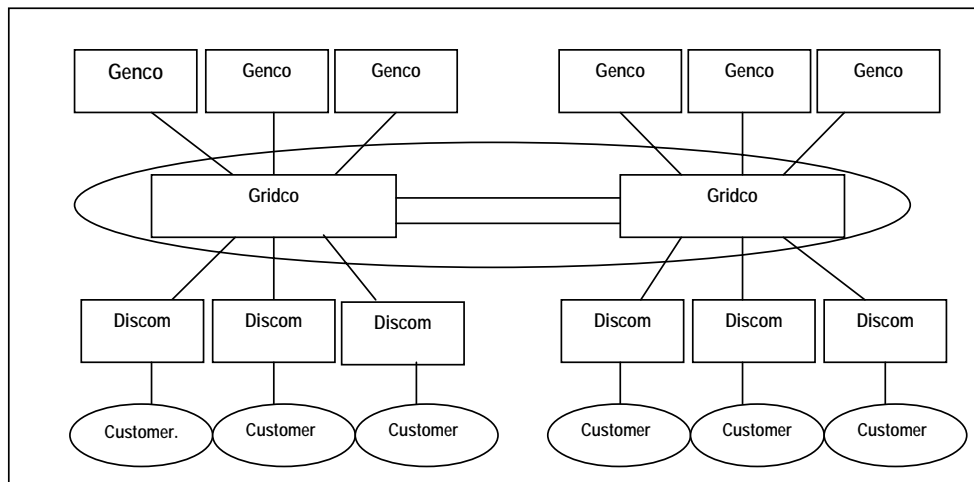 Genco Genco Genco Genco Genco Genco
Gridco Gridco
Discom Discom Discom Discom Discom Discom
Customer. Customer Customer Customer Customer Customer